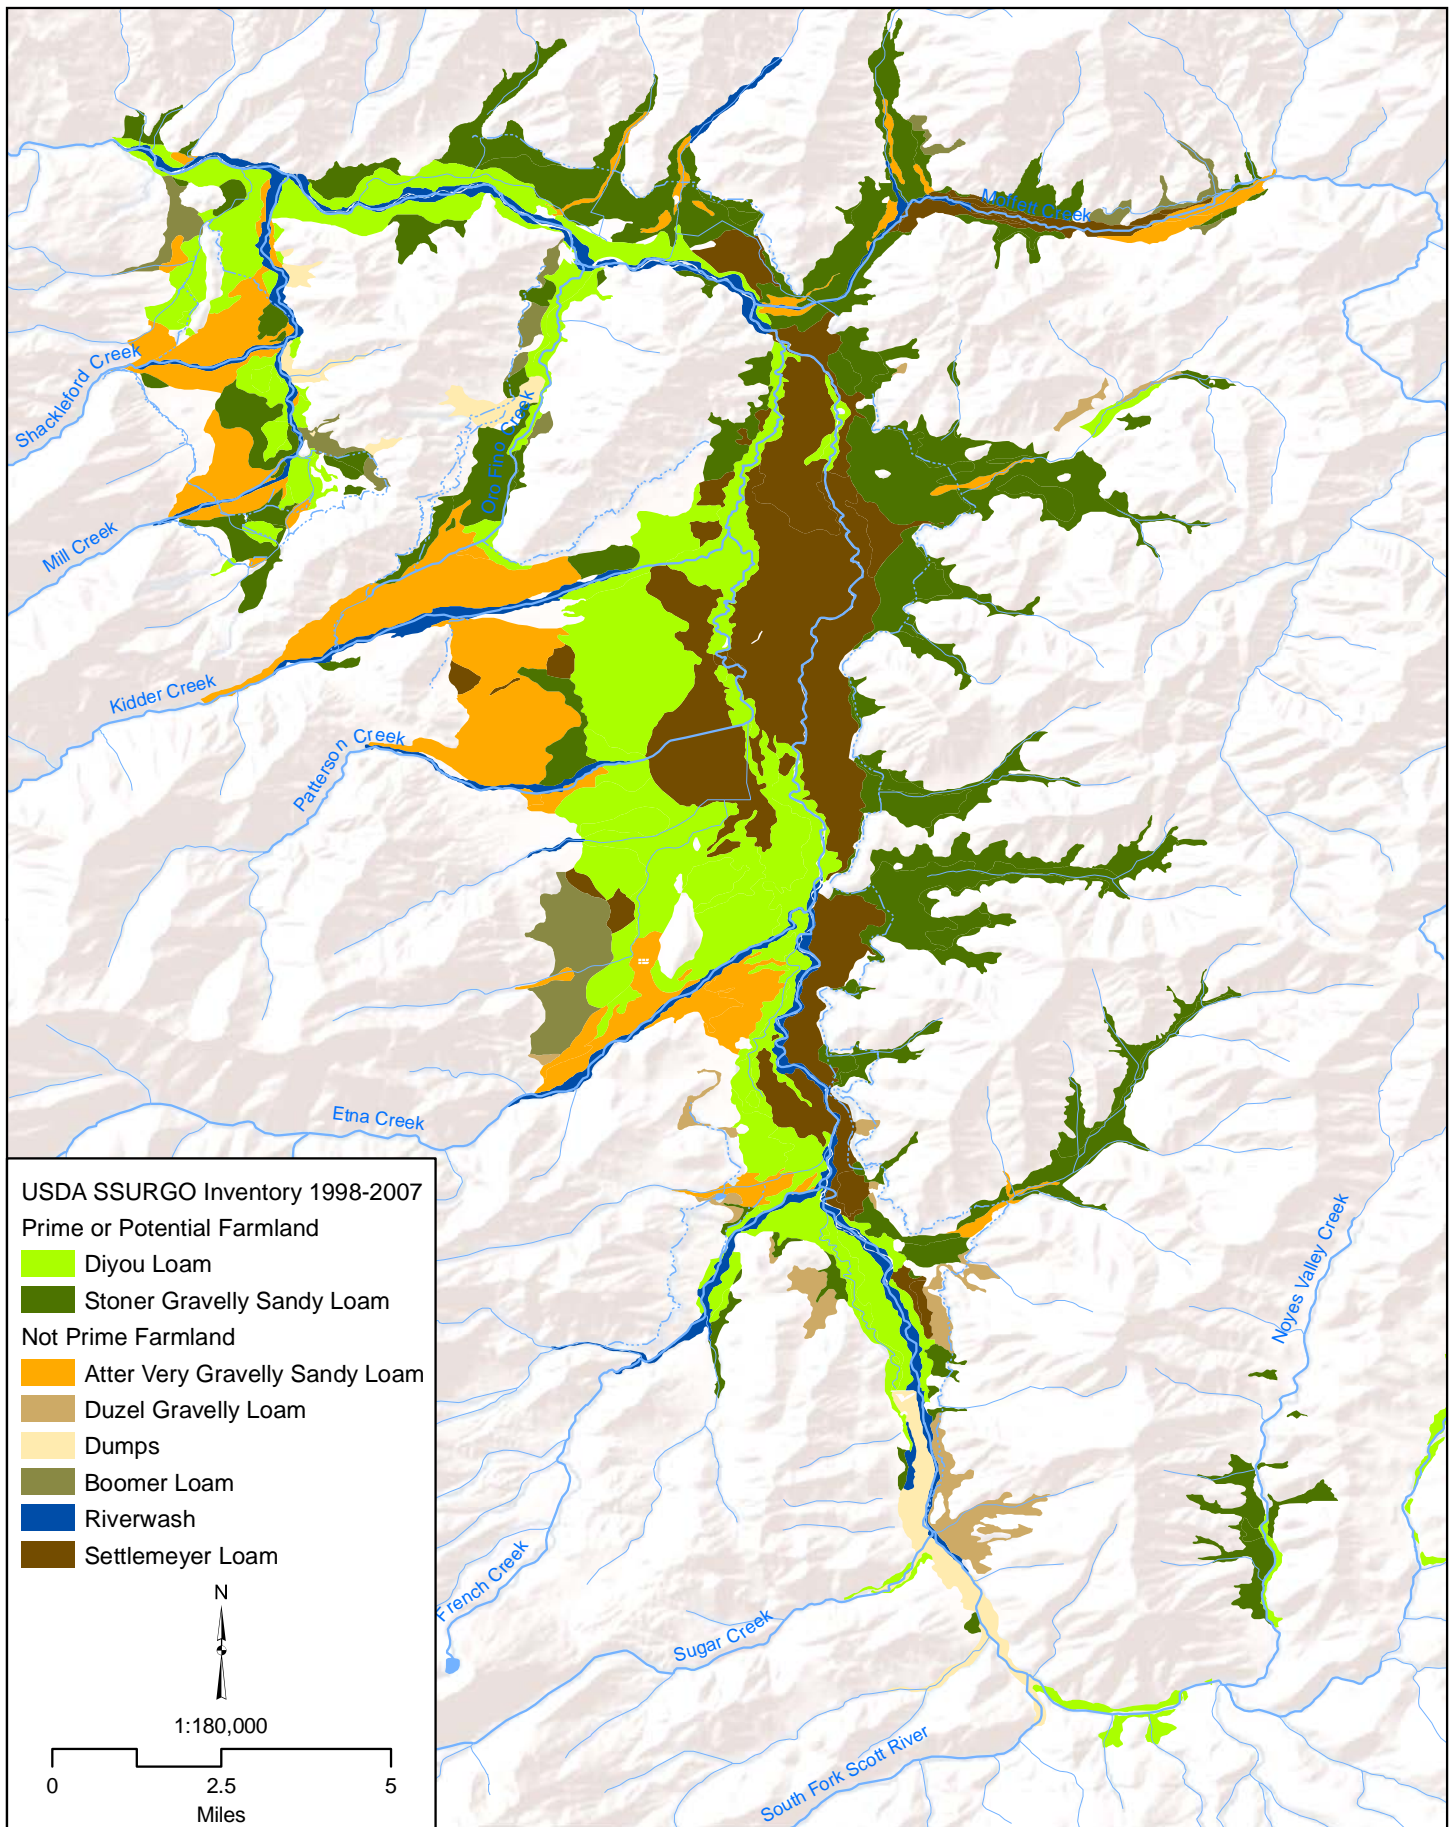 Moffett Creek
Shackleford Creek
Oro Fino Creek
Mill Creek
Kidder Creek
Patterson Creek
Etna Creek
Noyes Valley Creek
French Creek
Sugar Creek
South Fork Scott River
USDA SSURGO Inventory 1998-2007
Prime or Potential Farmland
Diyou Loam
Stoner Gravelly Sandy Loam
Not Prime Farmland
Atter Very Gravelly Sandy Loam
Duzel Gravelly Loam
Dumps
Boomer Loam
Riverwash
Settlemeyer Loam
N
1:180,000
0 2.5 5
Miles